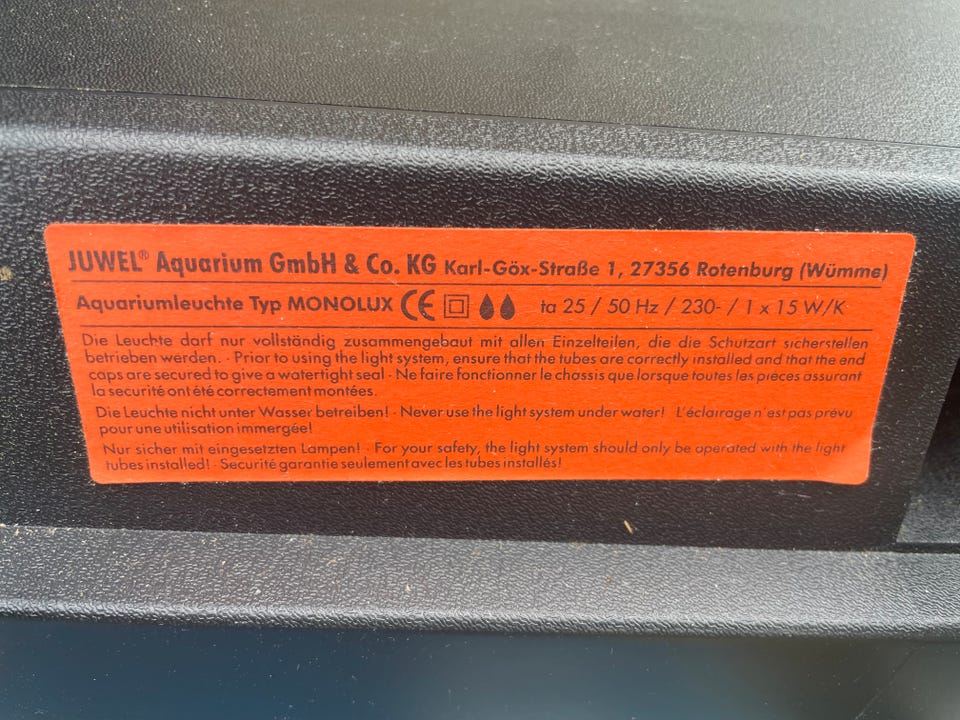 JUWEL® Aquarium GmbH & Co. KG Karl-Göx-Straße 1, 27356 Rotenburg (Wümme)
Aquariumleuchte Typ MONOLUX CE ta 25 / 50 Hz / 230- / 1 x 15 W/K
Die Leuchte darf nur vollständig zusammengebaut mit allen Einzelteilen, die die Schutzart sicherstellen
betrieben werden. · Prior to using the light system, ensure that the tubes are correctly installed and that the end
caps are secured to give a watertight seal · Ne faire fonctionner le chassis que lorsque toutes les pièces assurant
la securité ont été correctement montées.
Die Leuchte nicht unter Wasser betreiben! · Never use the light system under water! L'éclairage n'est pas prévu
pour une utilisation immergée!
Nur sicher mit eingesetzten Lampen! · For your safety, the light system should only be operated with the light
tubes installed! · Securité garantie seulement avec les tubes installés!